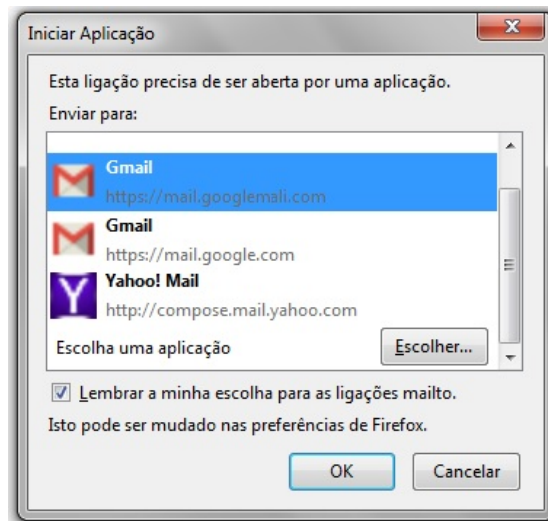 Iniciar Aplicação
Esta ligação precisa de ser aberta por uma aplicação.
Enviar para:
Gmail
https://mail.googlemali.com
Gmail
https://mail.google.com
Yahoo! Mail
http://compose.mail.yahoo.com
Escolha uma aplicação
Escolher...
Lembrar a minha escolha para as ligações mailto.
Isto pode ser mudado nas preferências de Firefox.
OK
Cancelar